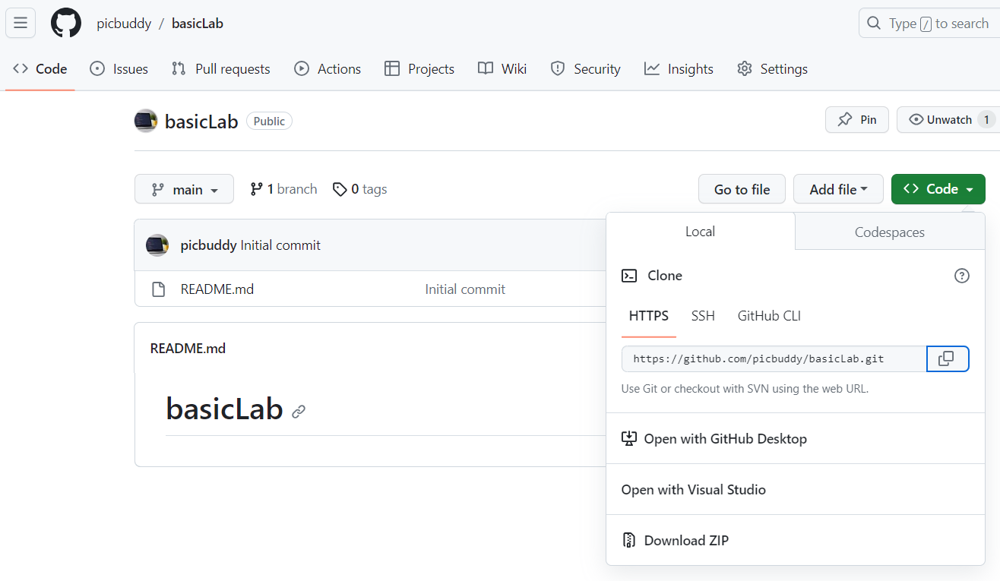 picbuddy / basicLab
Type / to search
Code Issues Pull requests Actions Projects Wiki Security Insights Settings
basicLab Public
Pin Unwatch 1
main 1 branch 0 tags
Go to file Add file Code
picbuddy Initial commit
README.md Initial commit
README.md
basicLab
Local Codespaces
Clone
HTTPS SSH GitHub CLI
https://github.com/picbuddy/basicLab.git
Use Git or checkout with SVN using the web URL.
Open with GitHub Desktop
Open with Visual Studio
Download ZIP